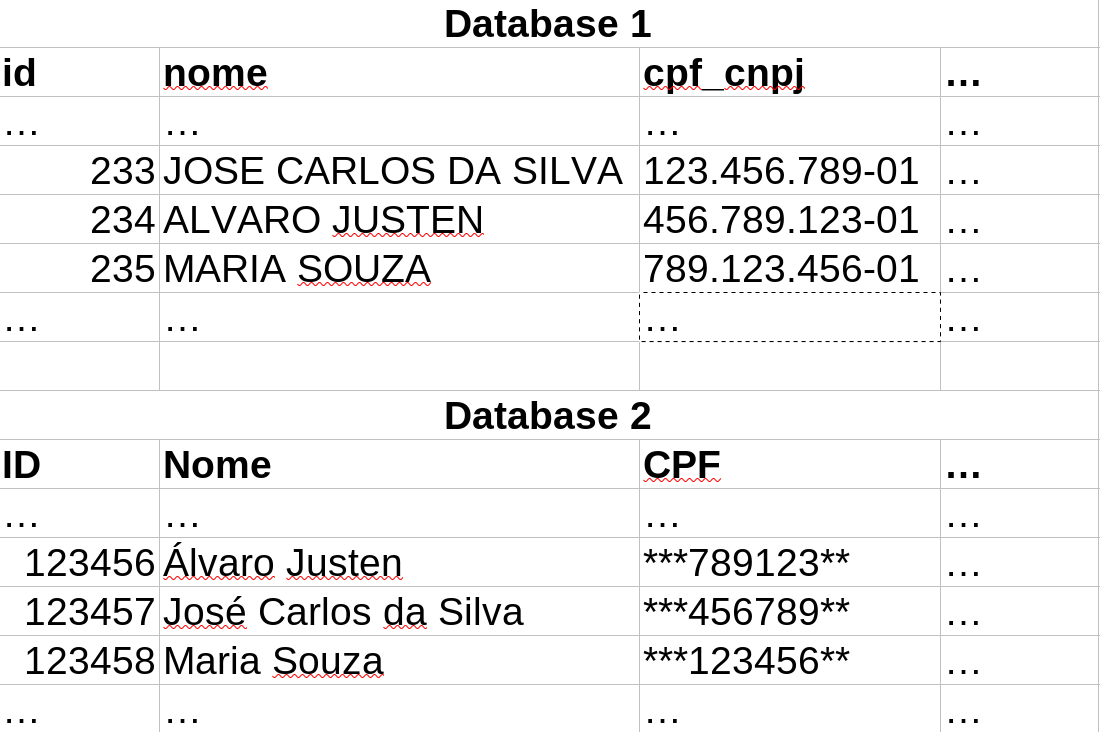 Database 1
id nome cpf_cnpj ...
... ... ... ...
233 JOSE CARLOS DA SILVA 123.456.789-01 ...
234 ALVARO JUSTEN 456.789.123-01 ...
235 MARIA SOUZA 789.123.456-01 ...
... ... ... ...
Database 2
ID Nome CPF ...
... ... ... ...
123456 Álvaro Justen ***789123** ...
123457 José Carlos da Silva ***456789** ...
123458 Maria Souza ***123456** ...
... ... ... ...